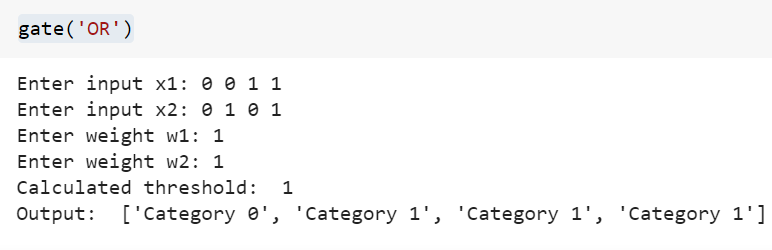 gate('OR')
Enter input x1: 0 0 1 1
Enter input x2: 0 1 0 1
Enter weight w1: 1
Enter weight w2: 1
Calculated threshold:  1
Output:  ['Category 0', 'Category 1', 'Category 1', 'Category 1']